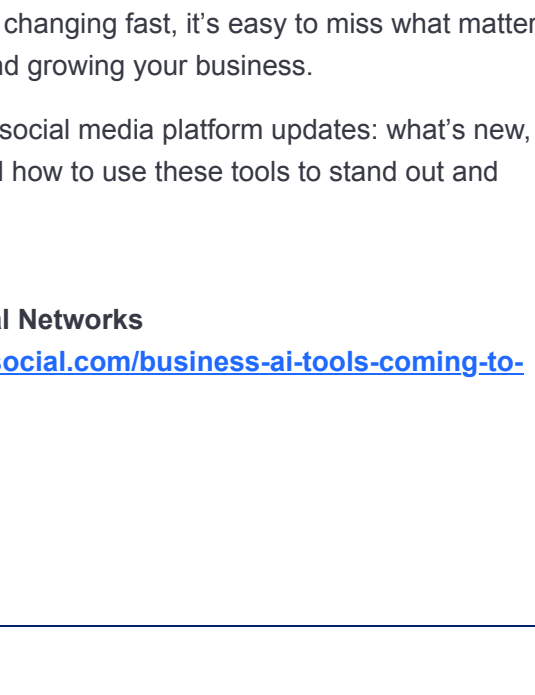 changing fast, it’s easy to miss what matter
nd growing your business.
social media platform updates: what’s new,
how to use these tools to stand out and
al Networks
social.com/business-ai-tools-coming-to-